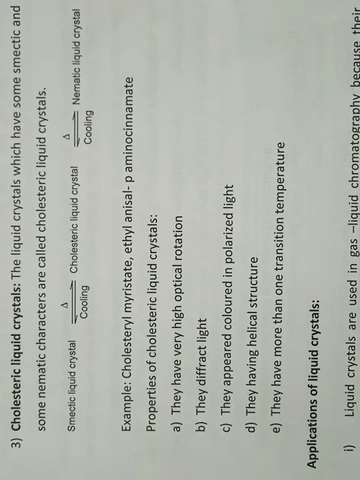 3) Cholesteric liquid crystals: The liquid crystals which have some smectic and
some nematic characters are called cholesteric liquid crystals.
Smectic liquid crystal Δ ⇌ Cooling Cholesteric liquid crystal Δ ⇌ Cooling Nematic liquid crystal
Example: Cholesteryl myristate, ethyl anisal- p aminocinnamate
Properties of cholesteric liquid crystals:
a) They have very high optical rotation
b) They diffract light
c) They appeared coloured in polarized light
d) They having helical structure
e) They have more than one transition temperature
Applications of liquid crystals:
i) Liquid crystals are used in gas –liquid chromatography because their